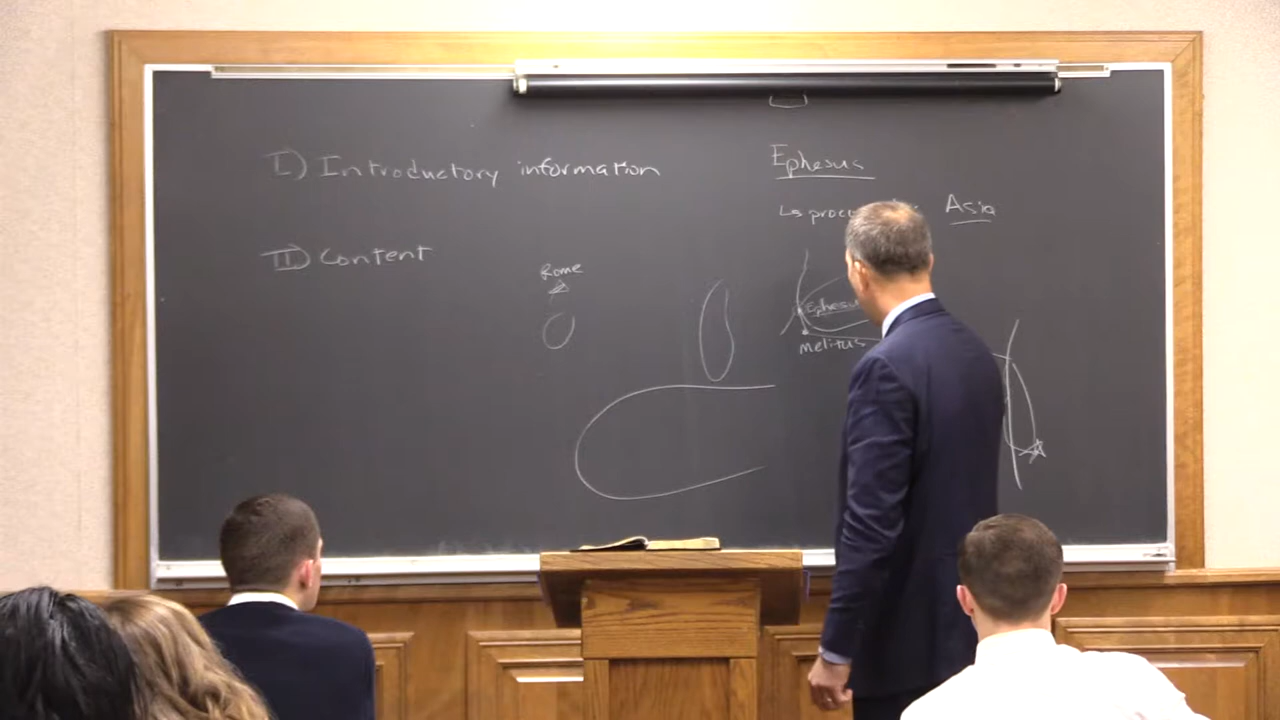 I) Introductory information
II) Content
Rome
Ephesus
Asia
Ephesus
melitus